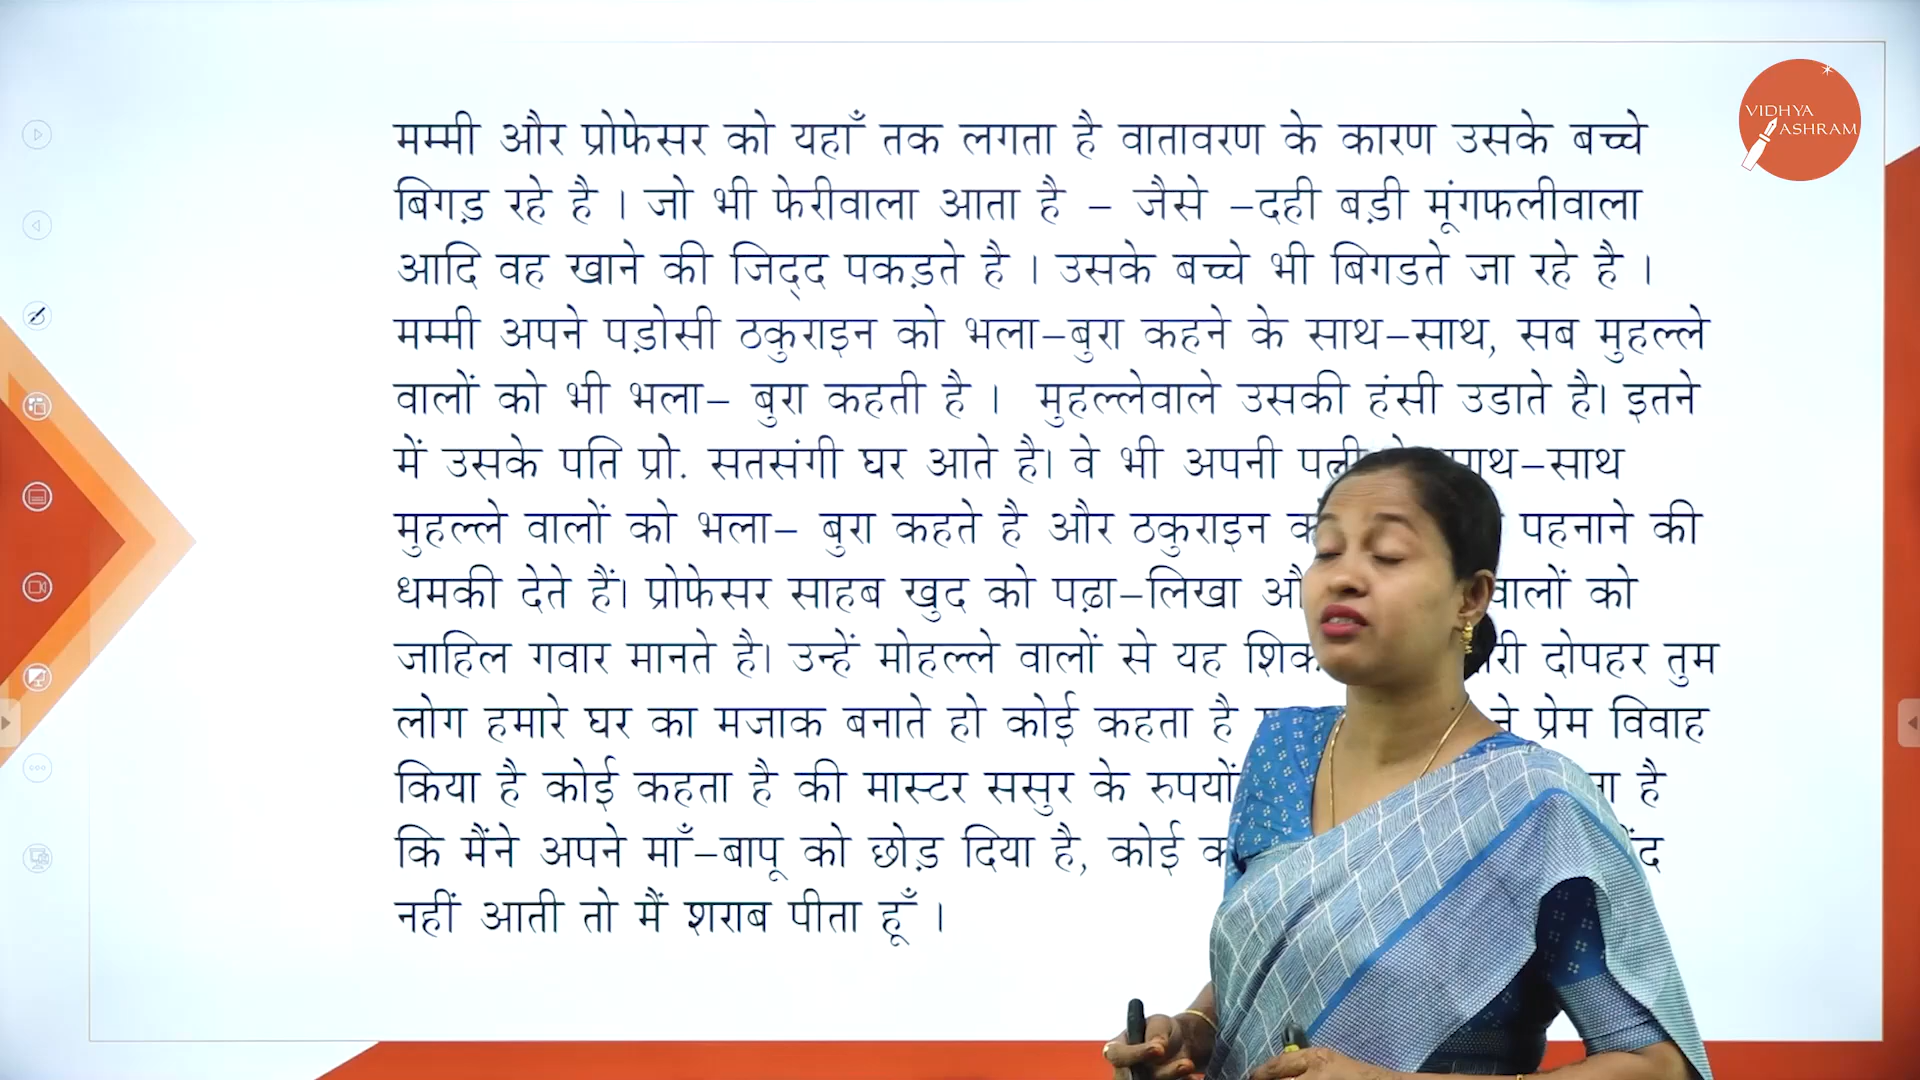 VIDHYA
ASHRAM
मम्मी और प्रोफेसर को यहाँ तक लगता है वातावरण के कारण उसके बच्चे
बिगड़ रहे है । जो भी फेरीवाला आता है – जैसे –दही बड़ी मूंगफलीवाला
आदि वह खाने की जिद्द पकड़ते है । उसके बच्चे भी बिगडते जा रहे है ।
मम्मी अपने पड़ोसी ठकुराइन को भला–बुरा कहने के साथ–साथ, सब मुहल्ले
वालों को भी भला– बुरा कहती है । मुहल्लेवाले उसकी हंसी उडाते है। इतने
में उसके पति प्रो. सतसंगी घर आते है। वे भी अपनी पत्नी साथ–साथ
मुहल्ले वालों को भला– बुरा कहते है और ठकुराइन पहनाने की
धमकी देते हैं। प्रोफेसर साहब खुद को पढ़ा–लिखा वालों को
जाहिल गवार मानते है। उन्हें मोहल्ले वालों से यह दोपहर तुम
लोग हमारे घर का मजाक बनाते हो कोई कहता है ने प्रेम विवाह
किया है कोई कहता है की मास्टर ससुर के रुपयों है
कि मैंने अपने माँ–बापू को छोड़ दिया है, कोई
नहीं आती तो मैं शराब पीता हूँ ।